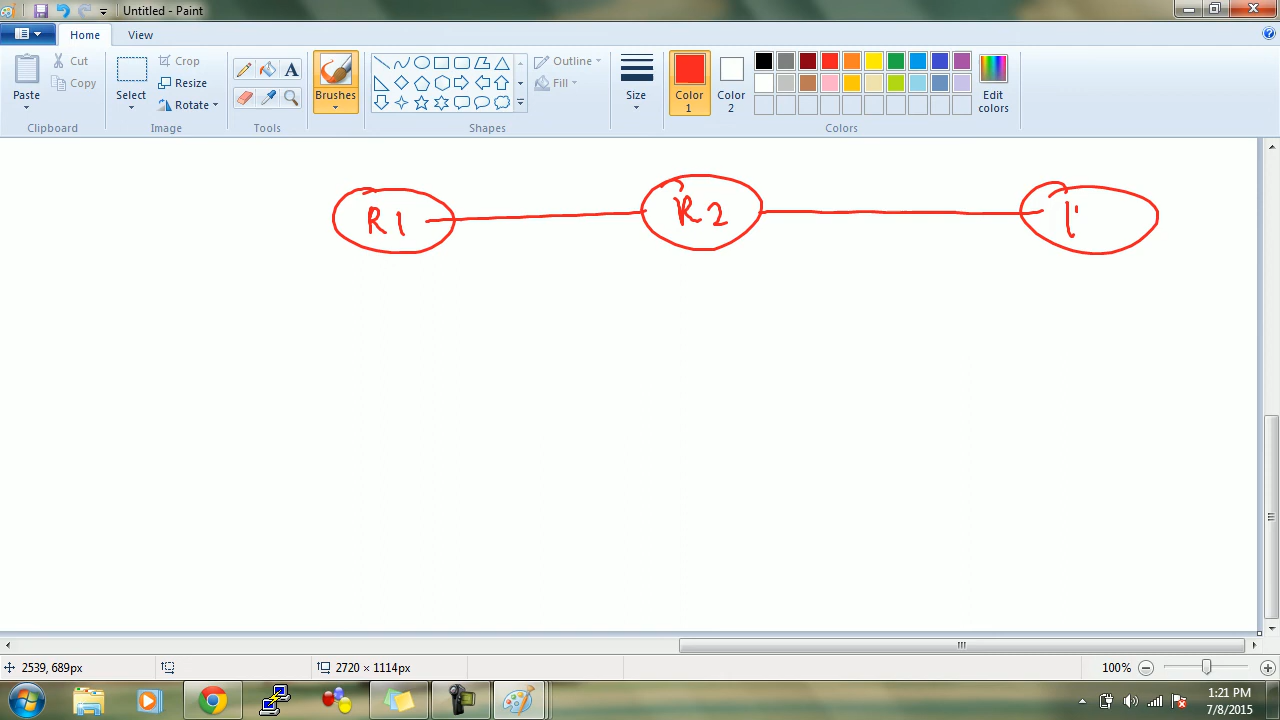 Untitled - Paint
Home View
Paste
Cut
Copy
Clipboard
Select
Crop
Resize
Rotate
Image
Tools
Brushes
Shapes
Outline
Fill
Size
Color 1
Color 2
Edit colors
Colors
R1 R2
2539, 689px
2720 × 1114px
100%
1:21 PM
7/8/2015